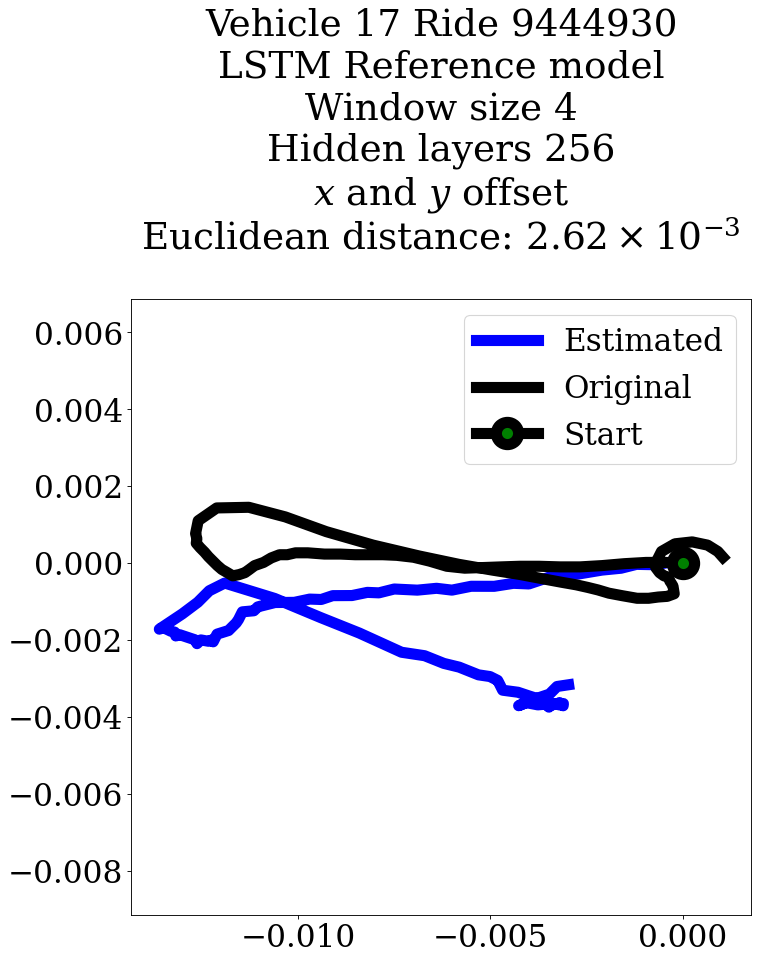 Vehicle 17 Ride 9444930
LSTM Reference model
Window size 4
Hidden layers 256
x and y offset
Euclidean distance: 2.62 × 10⁻³
Estimated
Original
Start
0.006
0.004
0.002
0.000
−0.002
−0.004
−0.006
−0.008
−0.010
−0.005
0.000